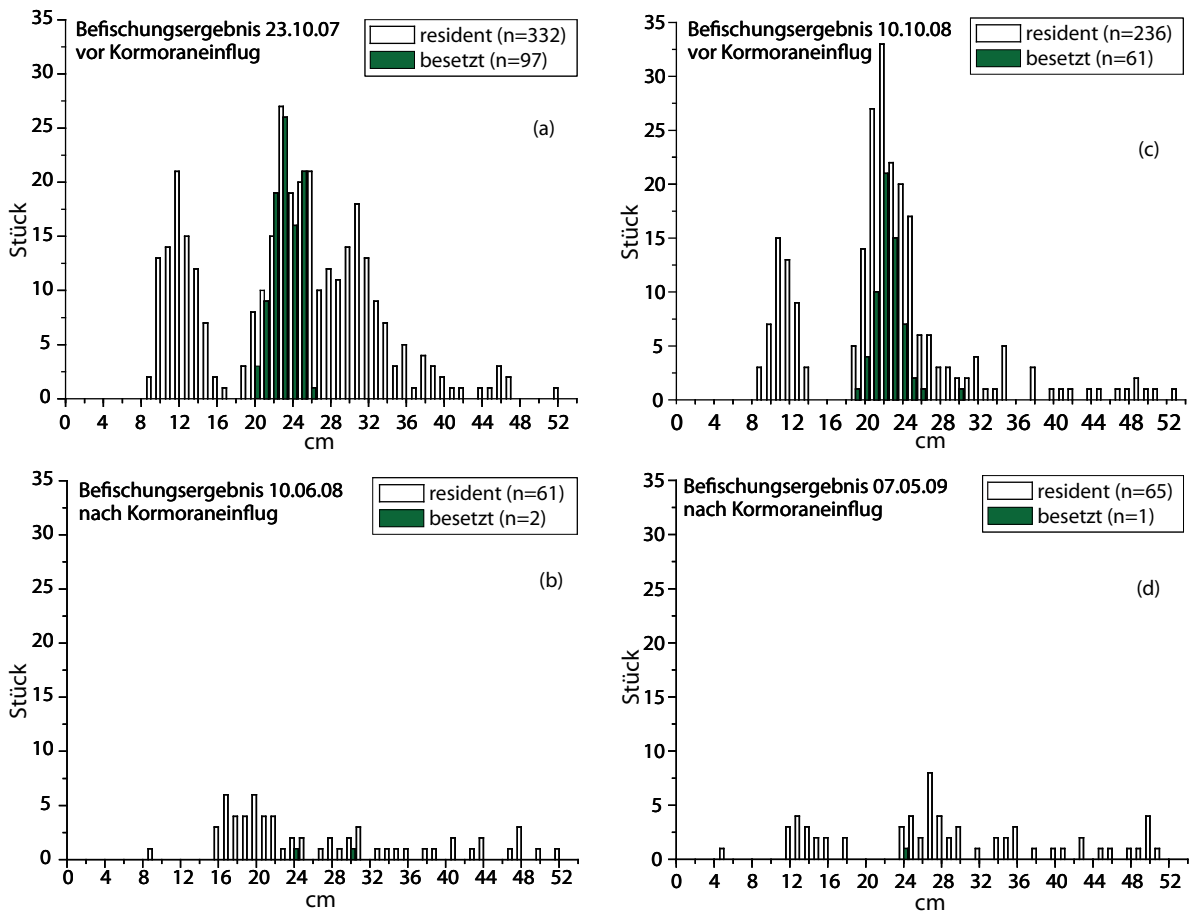 Befischungsergebnis 23.10.07
vor Kormoraneinflug
resident (n=332)
besetzt (n=97)
(a)
35
30
25
20
15
10
5
0
Stück
0 4 8 12 16 20 24 28 32 36 40 44 48 52
cm
Befischungsergebnis 10.10.08
vor Kormoraneinflug
resident (n=236)
besetzt (n=61)
(c)
35
30
25
20
15
10
5
0
Stück
0 4 8 12 16 20 24 28 32 36 40 44 48 52
cm
Befischungsergebnis 10.06.08
nach Kormoraneinflug
resident (n=61)
besetzt (n=2)
(b)
35
30
25
20
15
10
5
0
Stück
0 4 8 12 16 20 24 28 32 36 40 44 48 52
cm
Befischungsergebnis 07.05.09
nach Kormoraneinflug
resident (n=65)
besetzt (n=1)
(d)
35
30
25
20
15
10
5
0
Stück
0 4 8 12 16 20 24 28 32 36 40 44 48 52
cm